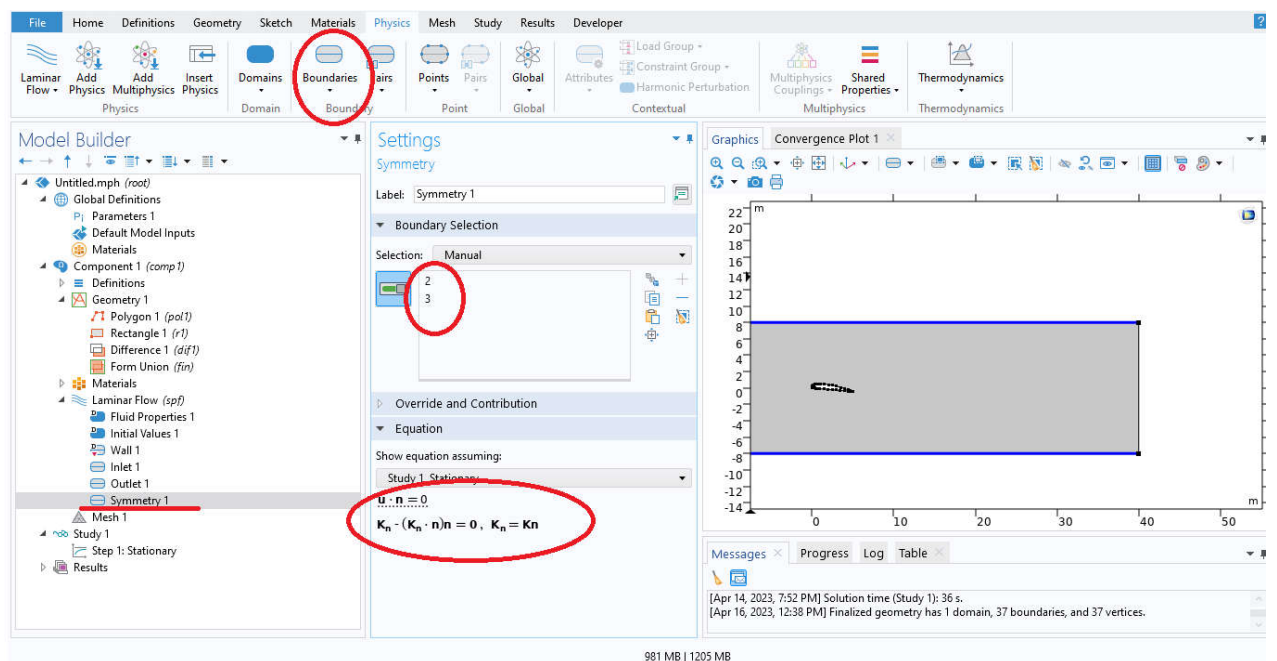 File Home Definitions Geometry Sketch Materials Physics Mesh Study Results Developer ?
Laminar Flow Add Physics Add Multiphysics Insert Physics Domains Boundaries Points Pairs Global Attributes Load Group Constraint Group Harmonic Perturbation Multiphysics Couplings Shared Properties Thermodynamics
Physics Domain Boundary Point Global Contextual Multiphysics Thermodynamics
Model Builder
Untitled.mph (root)
Global Definitions
Pi Parameters 1
Default Model Inputs
Materials
Component 1 (comp1)
Definitions
Geometry 1
Polygon 1 (pol1)
Rectangle 1 (r1)
Difference 1 (dif1)
Form Union (fin)
Materials
Laminar Flow (spf)
Fluid Properties 1
Initial Values 1
Wall 1
Inlet 1
Outlet 1
Symmetry 1
Mesh 1
Study 1
Step 1: Stationary
Results
Settings
Symmetry
Label: Symmetry 1
Boundary Selection
Selection: Manual
2
3
Override and Contribution
Equation
Show equation assuming:
Study 1, Stationary
u · n = 0
Kn - (Kn · n)n = 0 , Kn = Kn
Graphics Convergence Plot 1
m
22
20
18
16
14
12
10
8
6
4
2
0
-2
-4
-6
-8
-10
-12
-14
m
0 10 20 30 40 50
Messages Progress Log Table
[Apr 14, 2023, 7:52 PM] Solution time (Study 1): 36 s.
[Apr 16, 2023, 12:38 PM] Finalized geometry has 1 domain, 37 boundaries, and 37 vertices.
981 MB | 1205 MB